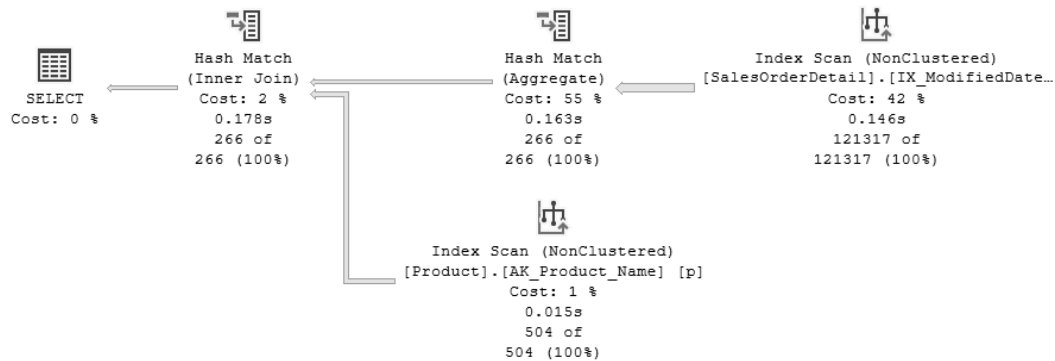 SELECT
Cost: 0 %
Hash Match
(Inner Join)
Cost: 2 %
0.178s
266 of
266 (100%)
Hash Match
(Aggregate)
Cost: 55 %
0.163s
266 of
266 (100%)
Index Scan (NonClustered)
[SalesOrderDetail].[IX_ModifiedDate…
Cost: 42 %
0.146s
121317 of
121317 (100%)
Index Scan (NonClustered)
[Product].[AK_Product_Name] [p]
Cost: 1 %
0.015s
504 of
504 (100%)